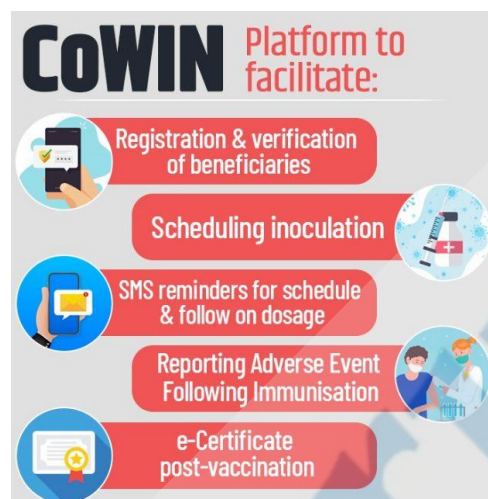 CoWIN Platform to
facilitate:
Registration & verification
of beneficiaries
Scheduling inoculation
SMS reminders for schedule
& follow on dosage
Reporting Adverse Event
Following Immunisation
e-Certificate
post-vaccination